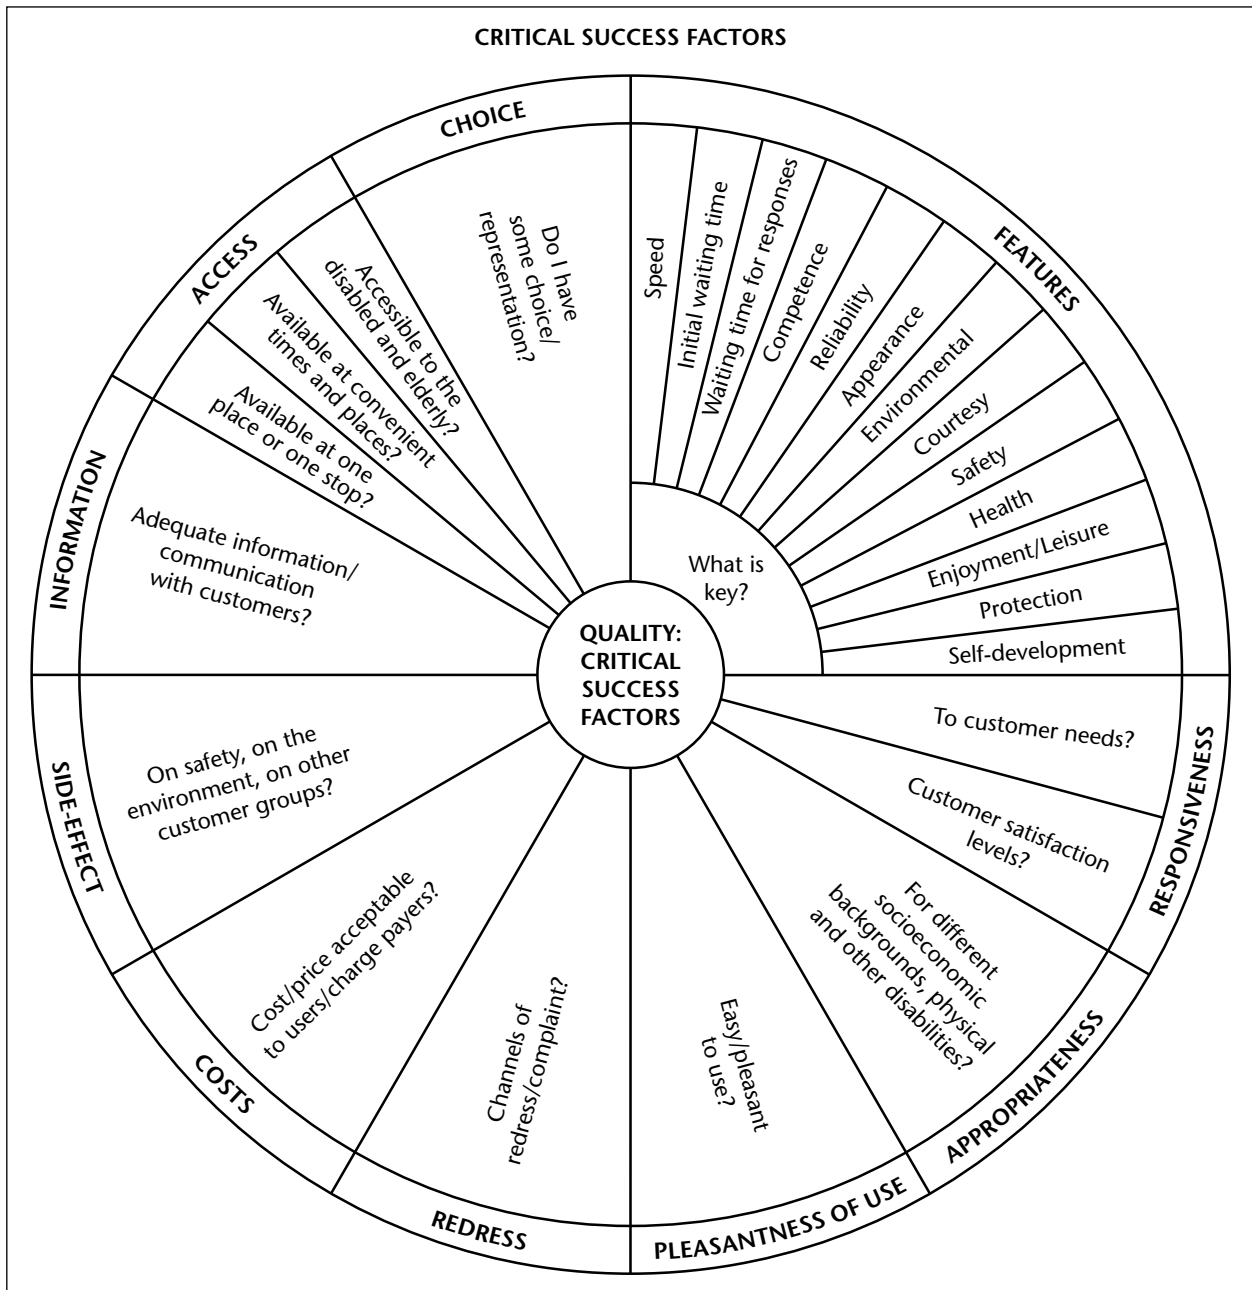 CRITICAL SUCCESS FACTORS
CHOICE
Do I have
some choice/
representation?
FEATURES
Speed
Initial waiting time
Waiting time for responses
Competence
Reliability
Appearance
Environmental
Courtesy
Safety
Health
Enjoyment/Leisure
Protection
Self-development
What is
key?
RESPONSIVENESS
To customer needs?
Customer satisfaction
levels?
APPROPRIATENESS
For different
socioeconomic
backgrounds, physical
and other disabilities?
PLEASANTNESS OF USE
Easy/pleasant
to use?
REDRESS
Channels of
redress/complaint?
COSTS
Cost/price acceptable
to users/charge payers?
SIDE-EFFECT
On safety, on the
environment, on other
customer groups?
INFORMATION
Adequate information/
communication
with customers?
ACCESS
Available at one
place or one stop?
Available at convenient
times and places?
Accessible to the
disabled and elderly?
QUALITY:
CRITICAL
SUCCESS
FACTORS